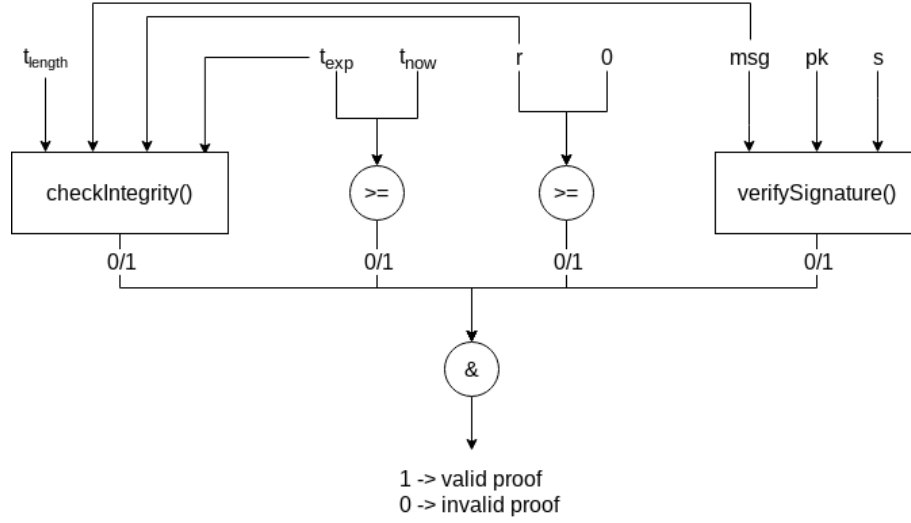 t_length t_exp t_now r 0 msg pk s
checkIntegrity() >= >= verifySignature()
0/1 0/1 0/1 0/1
&
1 -> valid proof
0 -> invalid proof